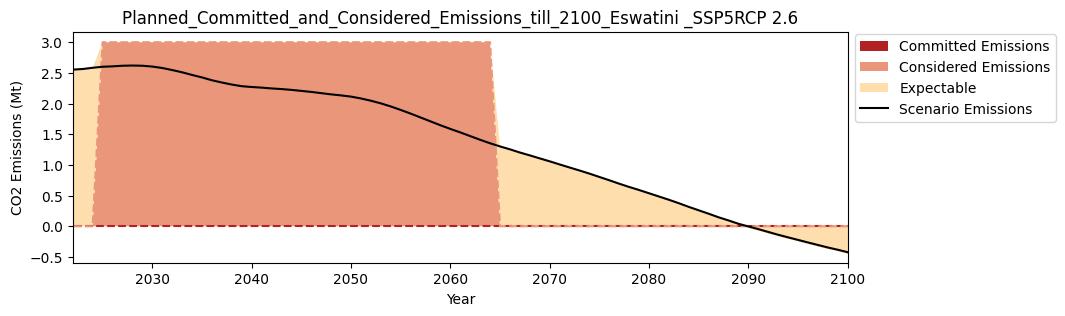 Planned_Committed_and_Considered_Emissions_till_2100_Eswatini _SSP5RCP 2.6
3.0
2.5
2.0
1.5
1.0
0.5
0.0
−0.5
CO2 Emissions (Mt)
2030 2040 2050 2060 2070 2080 2090 2100
Year
Committed Emissions
Considered Emissions
Expectable
Scenario Emissions